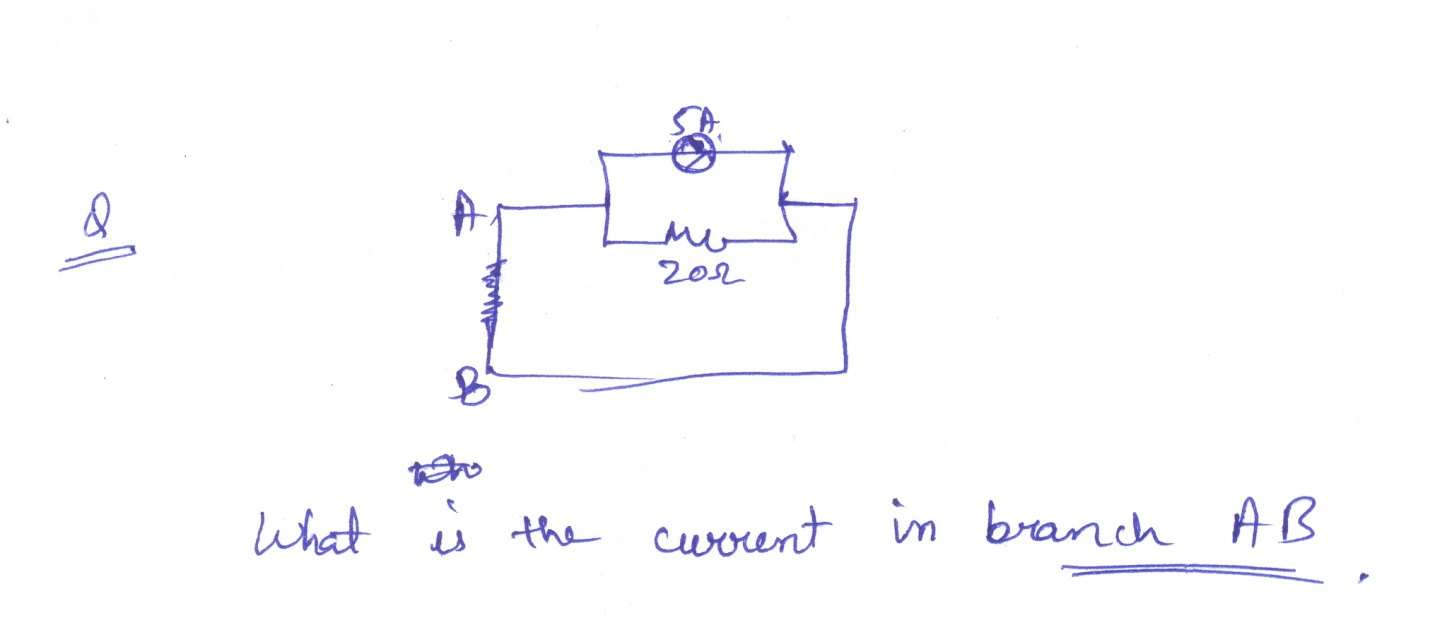 5A
Q
A
20Ω
B
What is the current in branch AB.